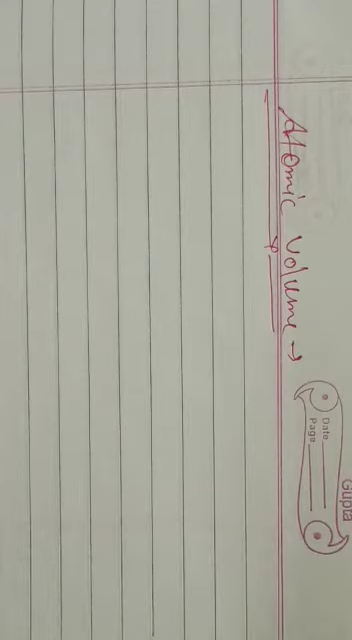 Gupta
Date
Page
Atomic Volume →